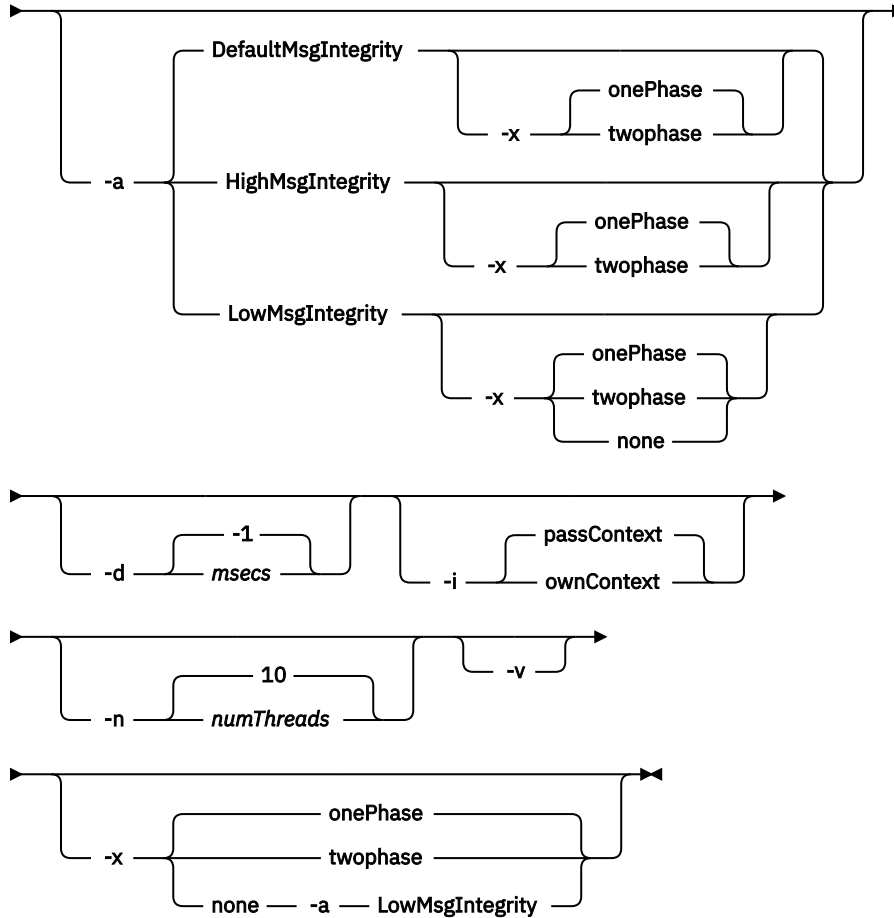 DefaultMsgIntegrity
onePhase
-x twophase
-a HighMsgIntegrity
onePhase
-x twophase
LowMsgIntegrity
onePhase
-x twophase
none
-1 passContext
-d msecs -i ownContext
10
-v
-n numThreads
onePhase
-x twophase
none -a LowMsgIntegrity